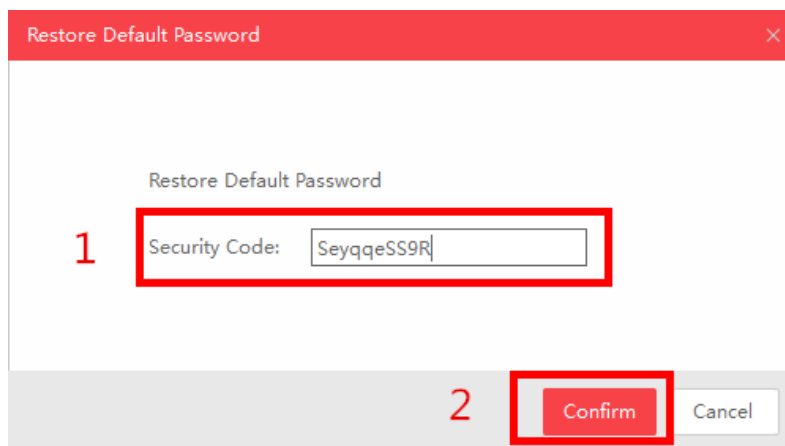 Restore Default Password
Restore Default Password
1 Security Code: SeyqqeSS9R
2 Confirm Cancel